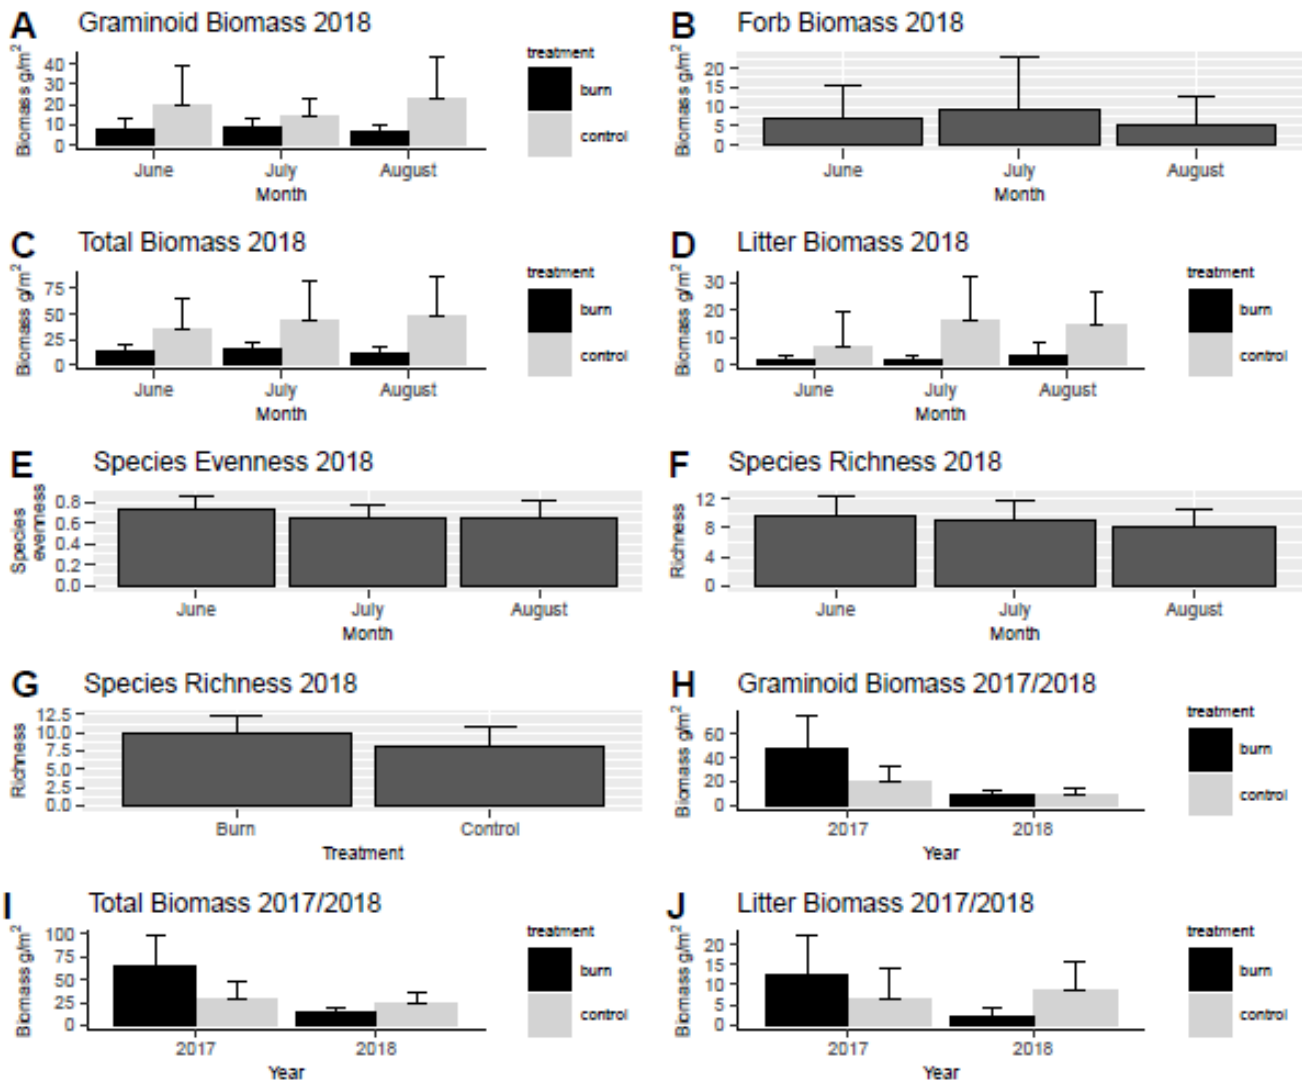 A Graminoid Biomass 2018
Biomass g/m²
40
30
20
10
0
June July August
Month
treatment
burn
control
B Forb Biomass 2018
Biomass g/m²
20
15
10
5
0
June July August
Month
C Total Biomass 2018
Biomass g/m²
75
50
25
0
June July August
Month
treatment
burn
control
D Litter Biomass 2018
Biomass g/m²
30
20
10
0
June July August
Month
treatment
burn
control
E Species Evenness 2018
Species
evenness
0.8
0.6
0.4
0.2
0.0
June July August
Month
F Species Richness 2018
Richness
12
8
4
0
June July August
Month
G Species Richness 2018
Richness
12.5
10.0
7.5
5.0
2.5
0.0
Burn Control
Treatment
H Graminoid Biomass 2017/2018
Biomass g/m²
60
40
20
0
2017 2018
Year
treatment
burn
control
I Total Biomass 2017/2018
Biomass g/m²
100
75
50
25
0
2017 2018
Year
treatment
burn
control
J Litter Biomass 2017/2018
Biomass g/m²
20
15
10
5
0
2017 2018
Year
treatment
burn
control